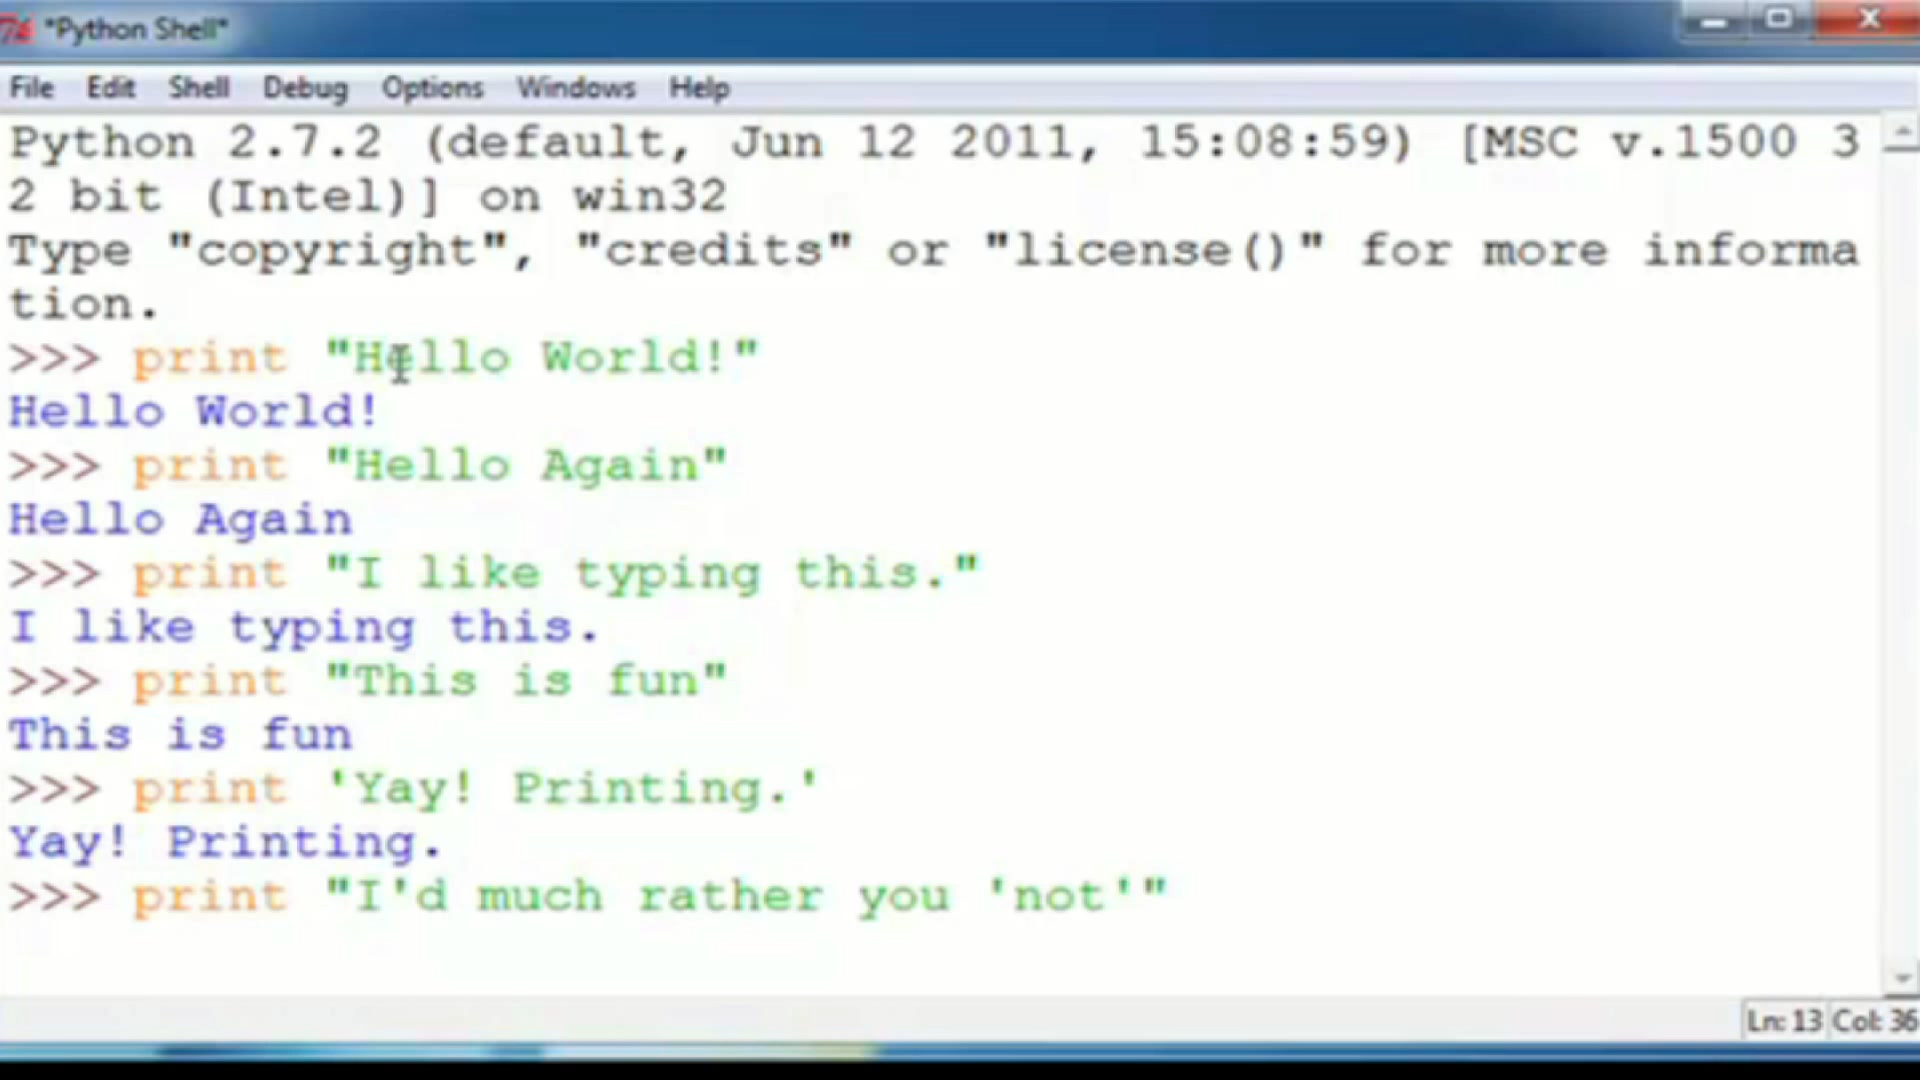 *Python Shell*
File Edit Shell Debug Options Windows Help
Python 2.7.2 (default, Jun 12 2011, 15:08:59) [MSC v.1500 3
2 bit (Intel)] on win32
Type "copyright", "credits" or "license()" for more informa
tion.
>>> print "Hello World!"
Hello World!
>>> print "Hello Again"
Hello Again
>>> print "I like typing this."
I like typing this.
>>> print "This is fun"
This is fun
>>> print 'Yay! Printing.'
Yay! Printing.
>>> print "I'd much rather you 'not'"
Ln: 13 Col: 36